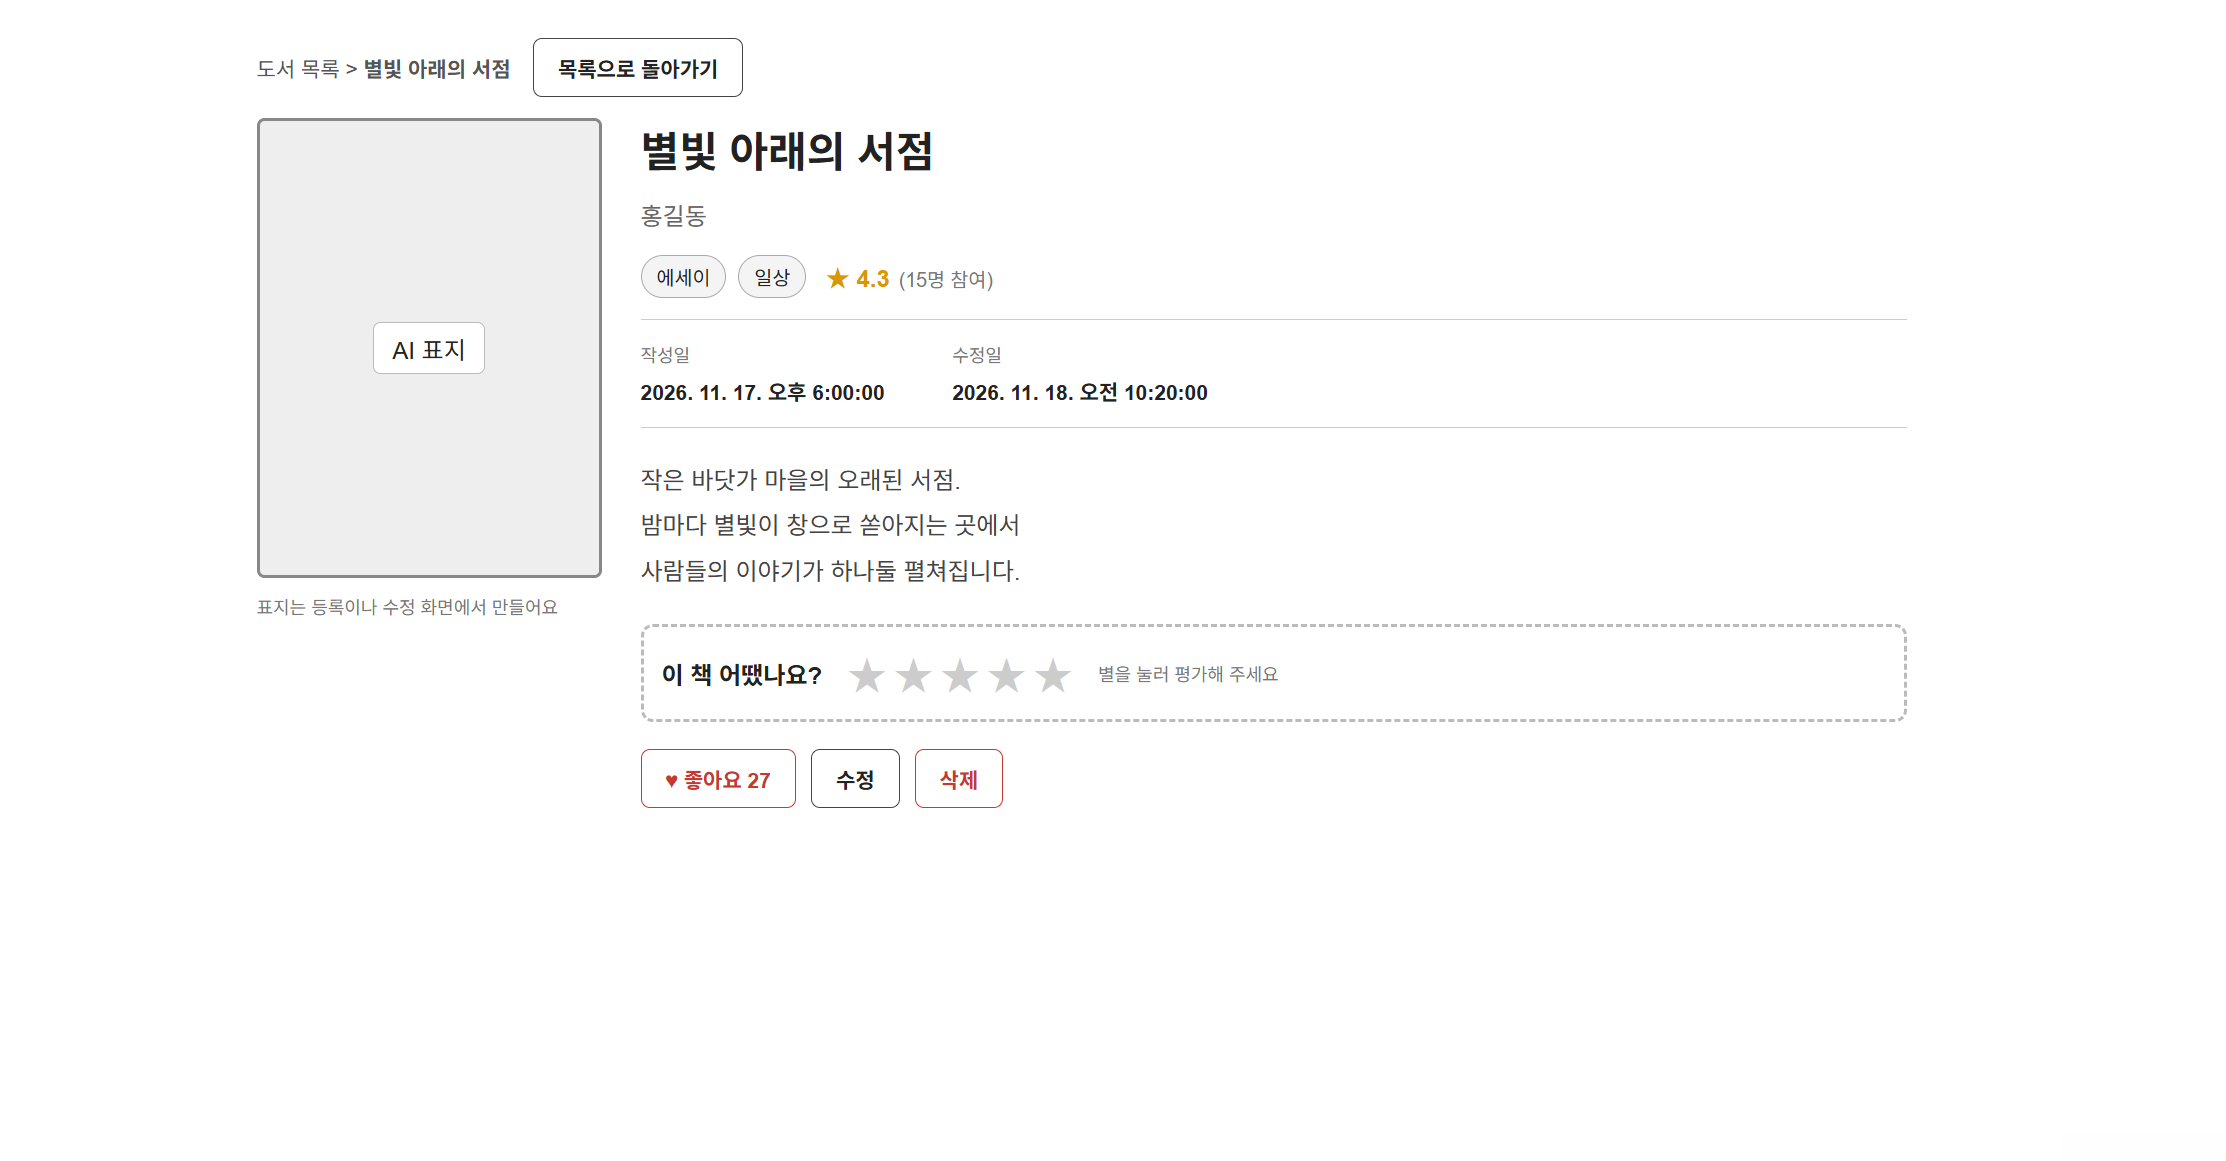 도서 목록 > 별빛 아래의 서점 목록으로 돌아가기
AI 표지
표지는 등록이나 수정 화면에서 만들어요
별빛 아래의 서점
홍길동
에세이 일상 ★ 4.3 (15명 참여)
작성일 수정일
2026. 11. 17. 오후 6:00:00 2026. 11. 18. 오전 10:20:00
작은 바닷가 마을의 오래된 서점.
밤마다 별빛이 창으로 쏟아지는 곳에서
사람들의 이야기가 하나둘 펼쳐집니다.
이 책 어땠나요? ★★★★★ 별을 눌러 평가해 주세요
♥ 좋아요 27 수정 삭제